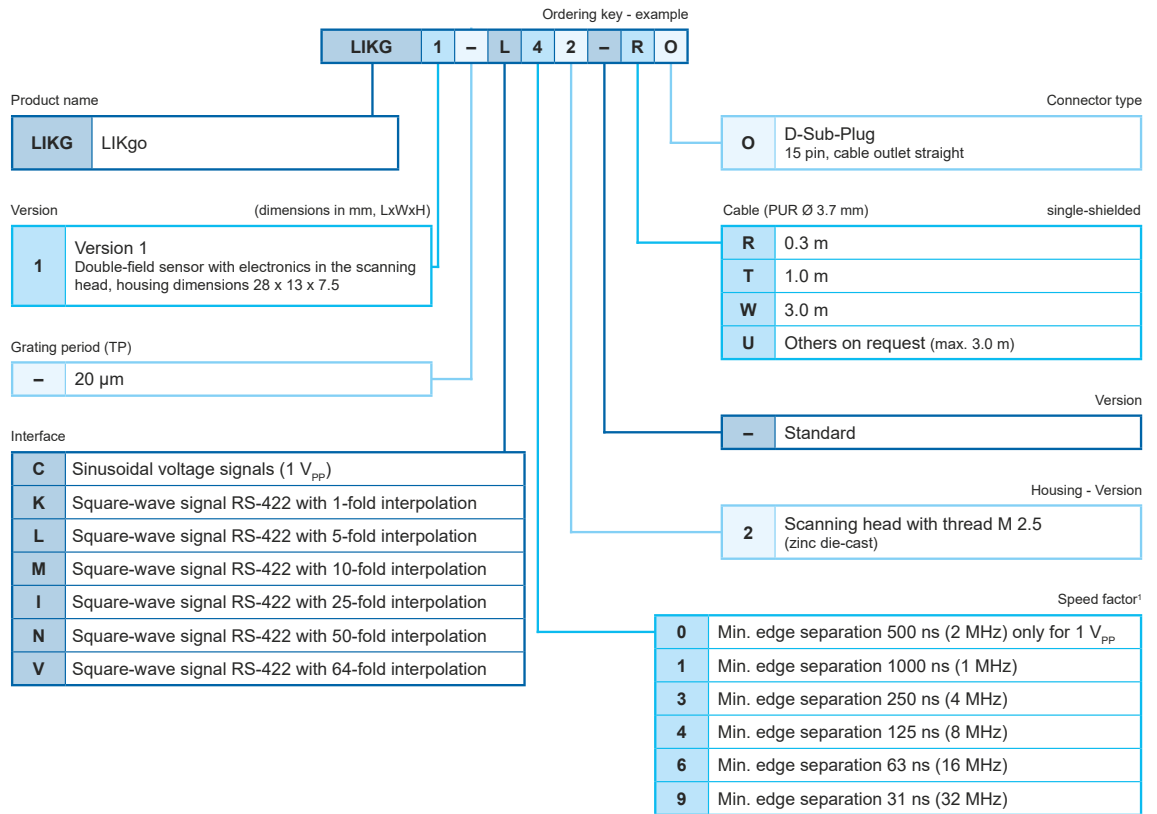 Ordering key - example
LIKG 1 – L 4 2 – R O
Product name
LIKG LIKgo
Version (dimensions in mm, LxWxH)
1 Version 1
Double-field sensor with electronics in the scanning
head, housing dimensions 28 x 13 x 7.5
Grating period (TP)
– 20 µm
Interface
C Sinusoidal voltage signals (1 VPP)
K Square-wave signal RS-422 with 1-fold interpolation
L Square-wave signal RS-422 with 5-fold interpolation
M Square-wave signal RS-422 with 10-fold interpolation
I Square-wave signal RS-422 with 25-fold interpolation
N Square-wave signal RS-422 with 50-fold interpolation
V Square-wave signal RS-422 with 64-fold interpolation
Connector type
O D-Sub-Plug
15 pin, cable outlet straight
Cable (PUR Ø 3.7 mm) single-shielded
R 0.3 m
T 1.0 m
W 3.0 m
U Others on request (max. 3.0 m)
Version
– Standard
Housing - Version
2 Scanning head with thread M 2.5
(zinc die-cast)
Speed factor¹
0 Min. edge separation 500 ns (2 MHz) only for 1 VPP
1 Min. edge separation 1000 ns (1 MHz)
3 Min. edge separation 250 ns (4 MHz)
4 Min. edge separation 125 ns (8 MHz)
6 Min. edge separation 63 ns (16 MHz)
9 Min. edge separation 31 ns (32 MHz)